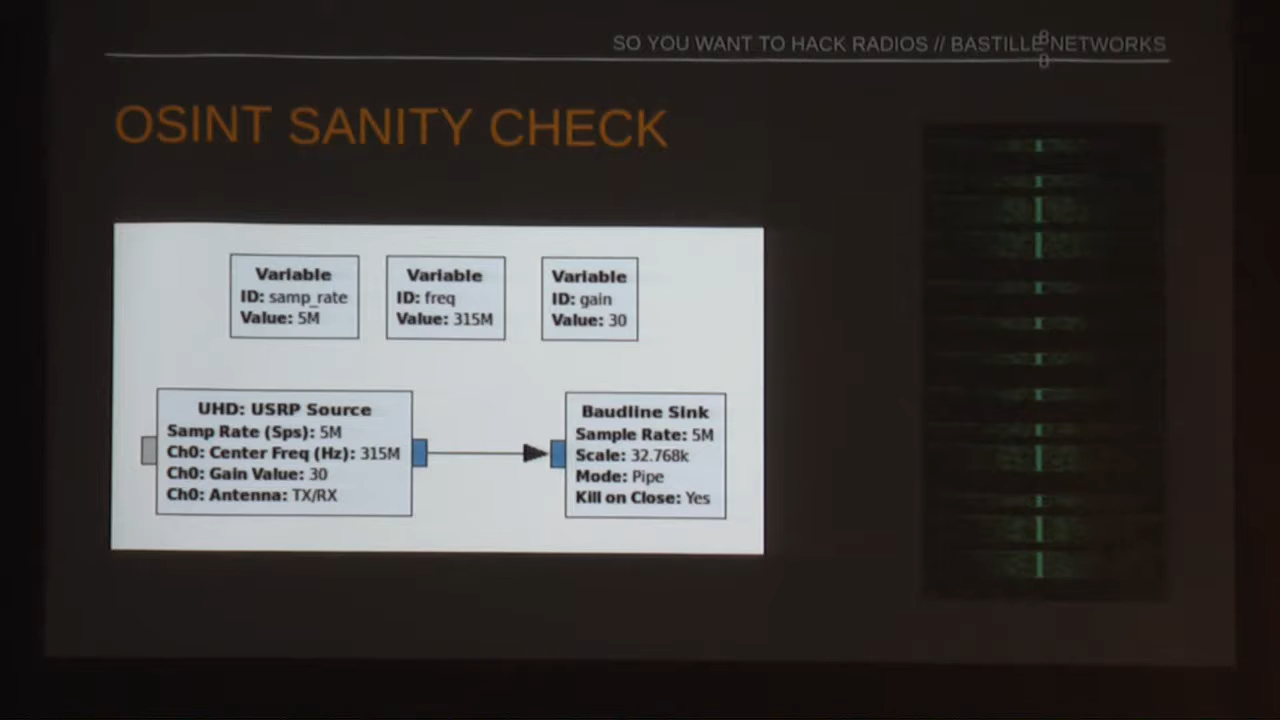 SO YOU WANT TO HACK RADIOS // BASTILLE NETWORKS
8
0
OSINT SANITY CHECK
Variable
ID: samp_rate
Value: 5M
Variable
ID: freq
Value: 315M
Variable
ID: gain
Value: 30
UHD: USRP Source
Samp Rate (Sps): 5M
Ch0: Center Freq (Hz): 315M
Ch0: Gain Value: 30
Ch0: Antenna: TX/RX
Baudline Sink
Sample Rate: 5M
Scale: 32.768k
Mode: Pipe
Kill on Close: Yes